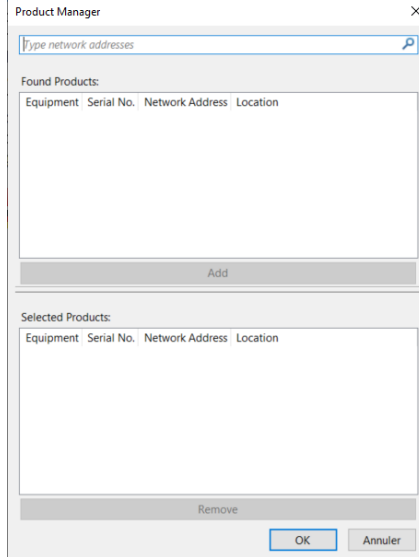 Product Manager
Type network addresses
Found Products:
Equipment Serial No. Network Address Location
Add
Selected Products:
Equipment Serial No. Network Address Location
Remove
OK Annuler